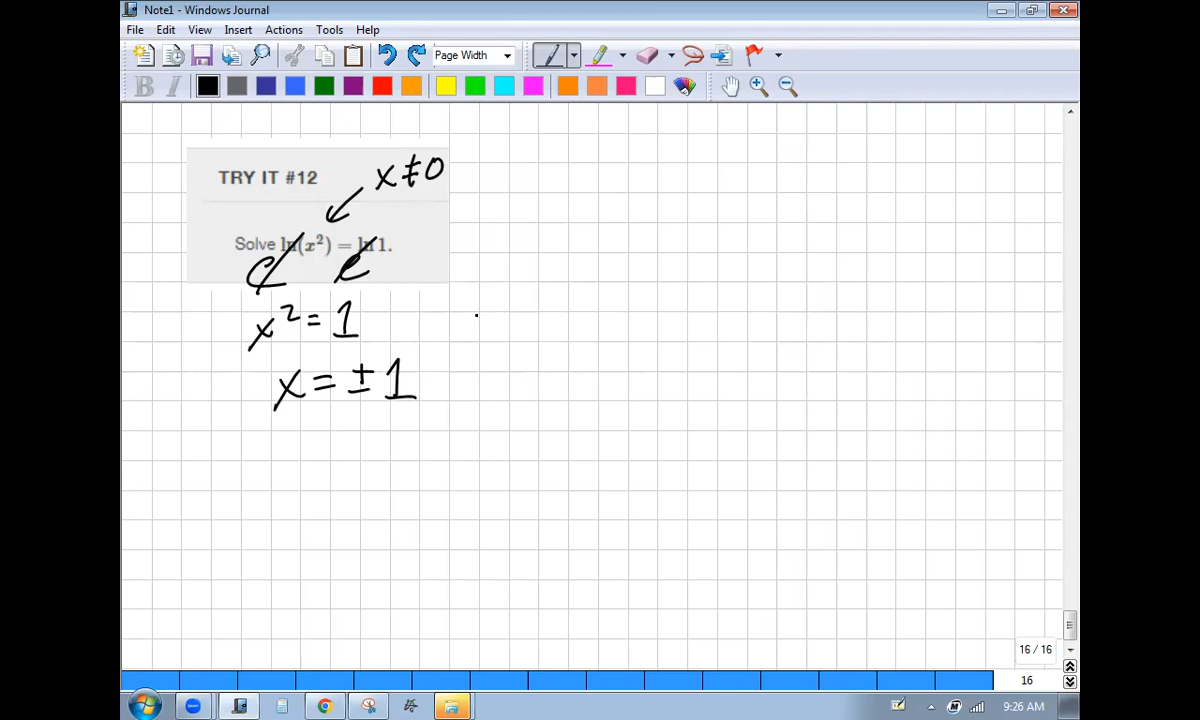 Note1 - Windows Journal
File Edit View Insert Actions Tools Help
Page Width
B I
TRY IT #12
x≠0
Solve ln(x²) = ln 1.
e e
x² = 1
x = ± 1
16 / 16
16
9:26 AM